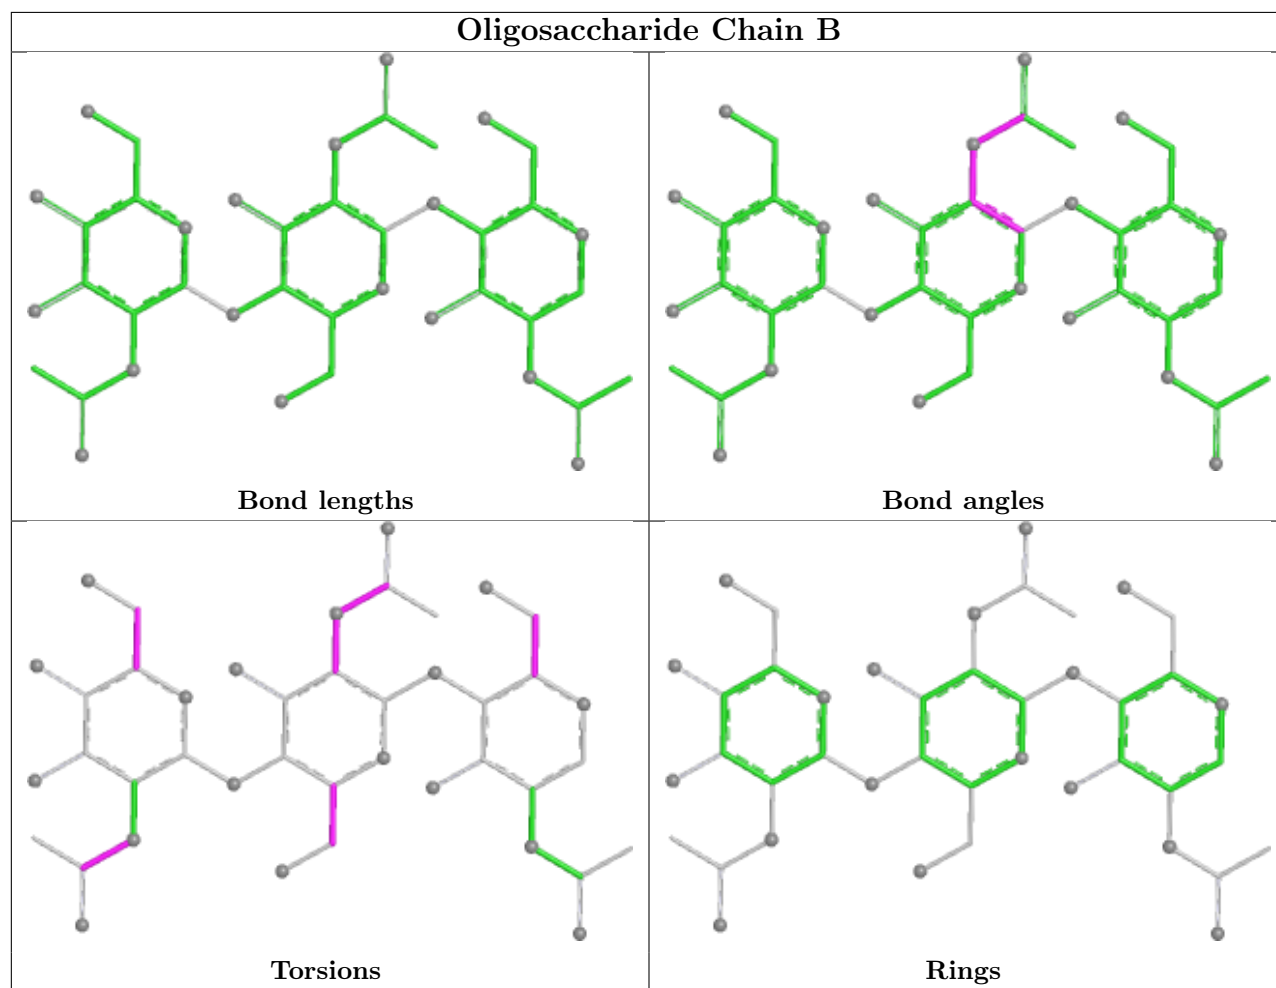 Oligosaccharide Chain B
Bond lengths
Bond angles
Torsions
Rings